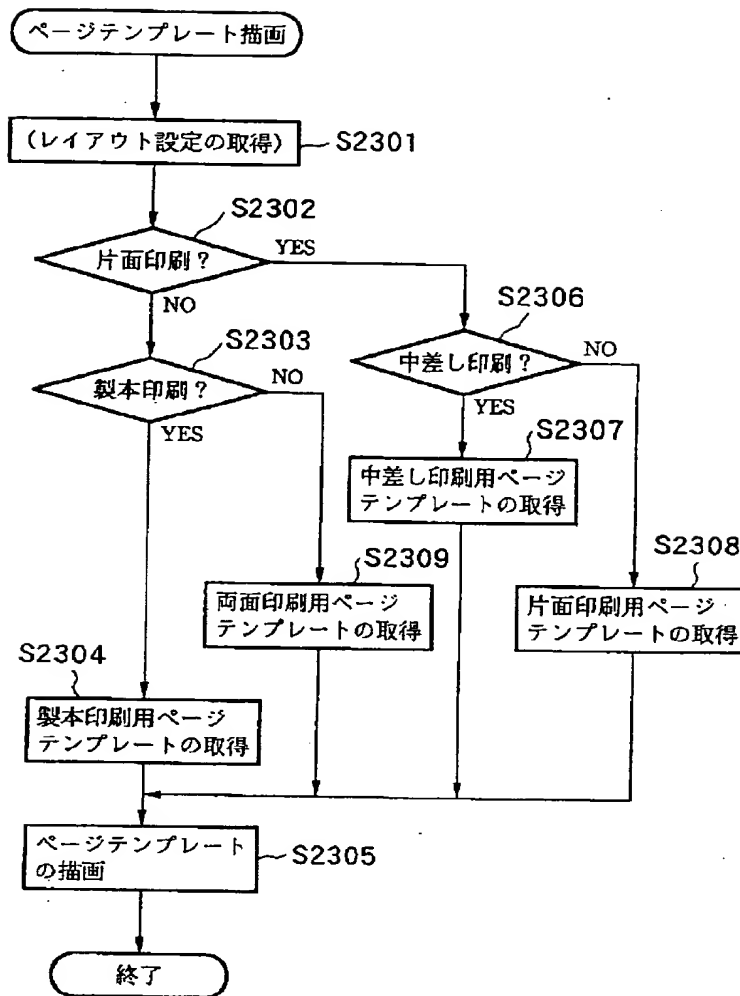 ページテンプレート描画
(レイアウト設定の取得)
S2301
S2302
片面印刷?
YES
NO
S2306
中差し印刷?
NO
YES
S2303
製本印刷?
NO
YES
S2307
中差し印刷用ページ
テンプレートの取得
S2309
両面印刷用ページ
テンプレートの取得
S2308
片面印刷用ページ
テンプレートの取得
S2304
製本印刷用ページ
テンプレートの取得
ページテンプレート
の描画
S2305
終了